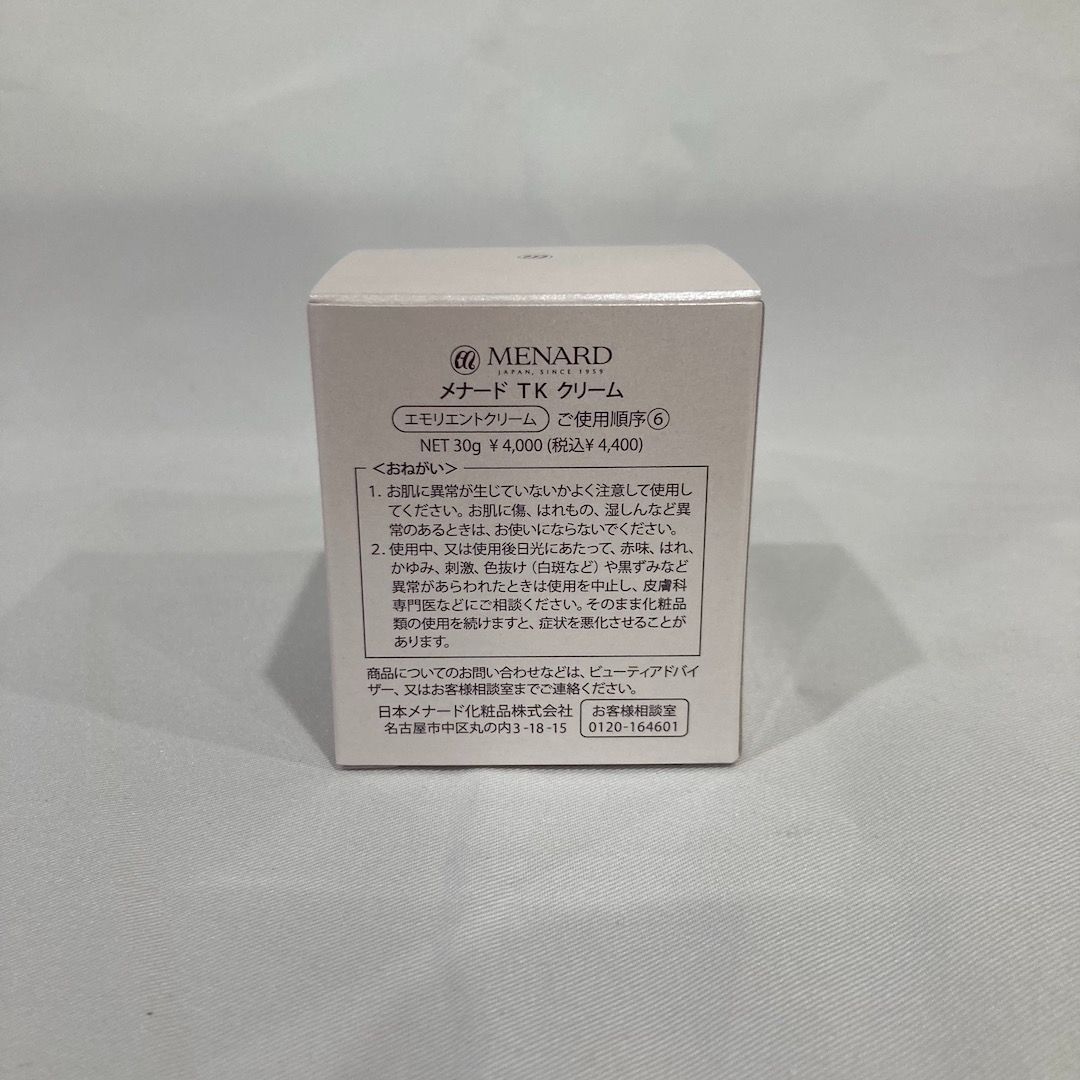 MENARD
JAPAN, SINCE 1959
メナード TK クリーム
エモリエントクリーム ご使用順序⑥
NET 30g ¥4,000 (税込¥4,400)
<おねがい>
1. お肌に異常が生じていないかよく注意して使用し
てください。お肌に傷、はれもの、湿しんなど異
常のあるときは、お使いにならないでください。
2. 使用中、又は使用後日光にあたって、赤味、はれ、
かゆみ、刺激、色抜け(白斑など)や黒ずみなど
異常があらわれたときは使用を中止し、皮膚科
専門医などにご相談ください。そのまま化粧品
類の使用を続けますと、症状を悪化させることが
あります。
商品についてのお問い合わせなどは、ビューティアドバイ
ザー、又はお客様相談室までご連絡ください。
日本メナード化粧品株式会社 お客様相談室
名古屋市中区丸の内3-18-15 0120-164601